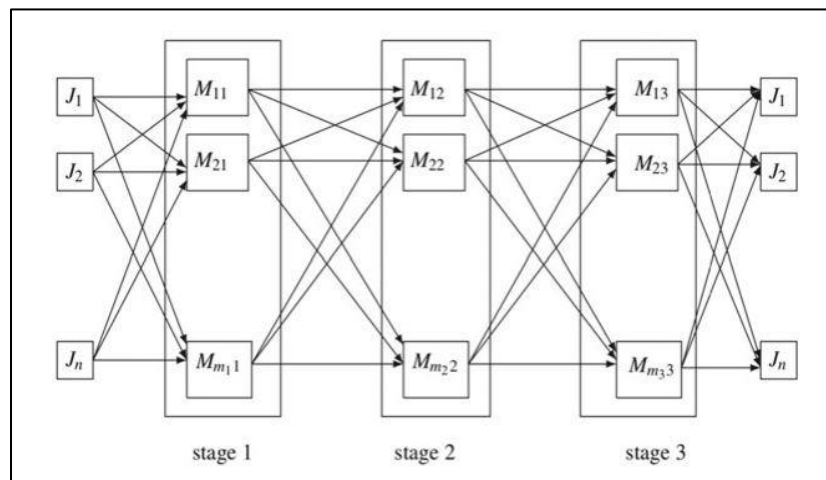 J₁ M₁₁ M₁₂ M₁₃ J₁
J₂ M₂₁ M₂₂ M₂₃ J₂
Jₙ Mₘ₁1 Mₘ₂2 Mₘ₃3 Jₙ
stage 1 stage 2 stage 3